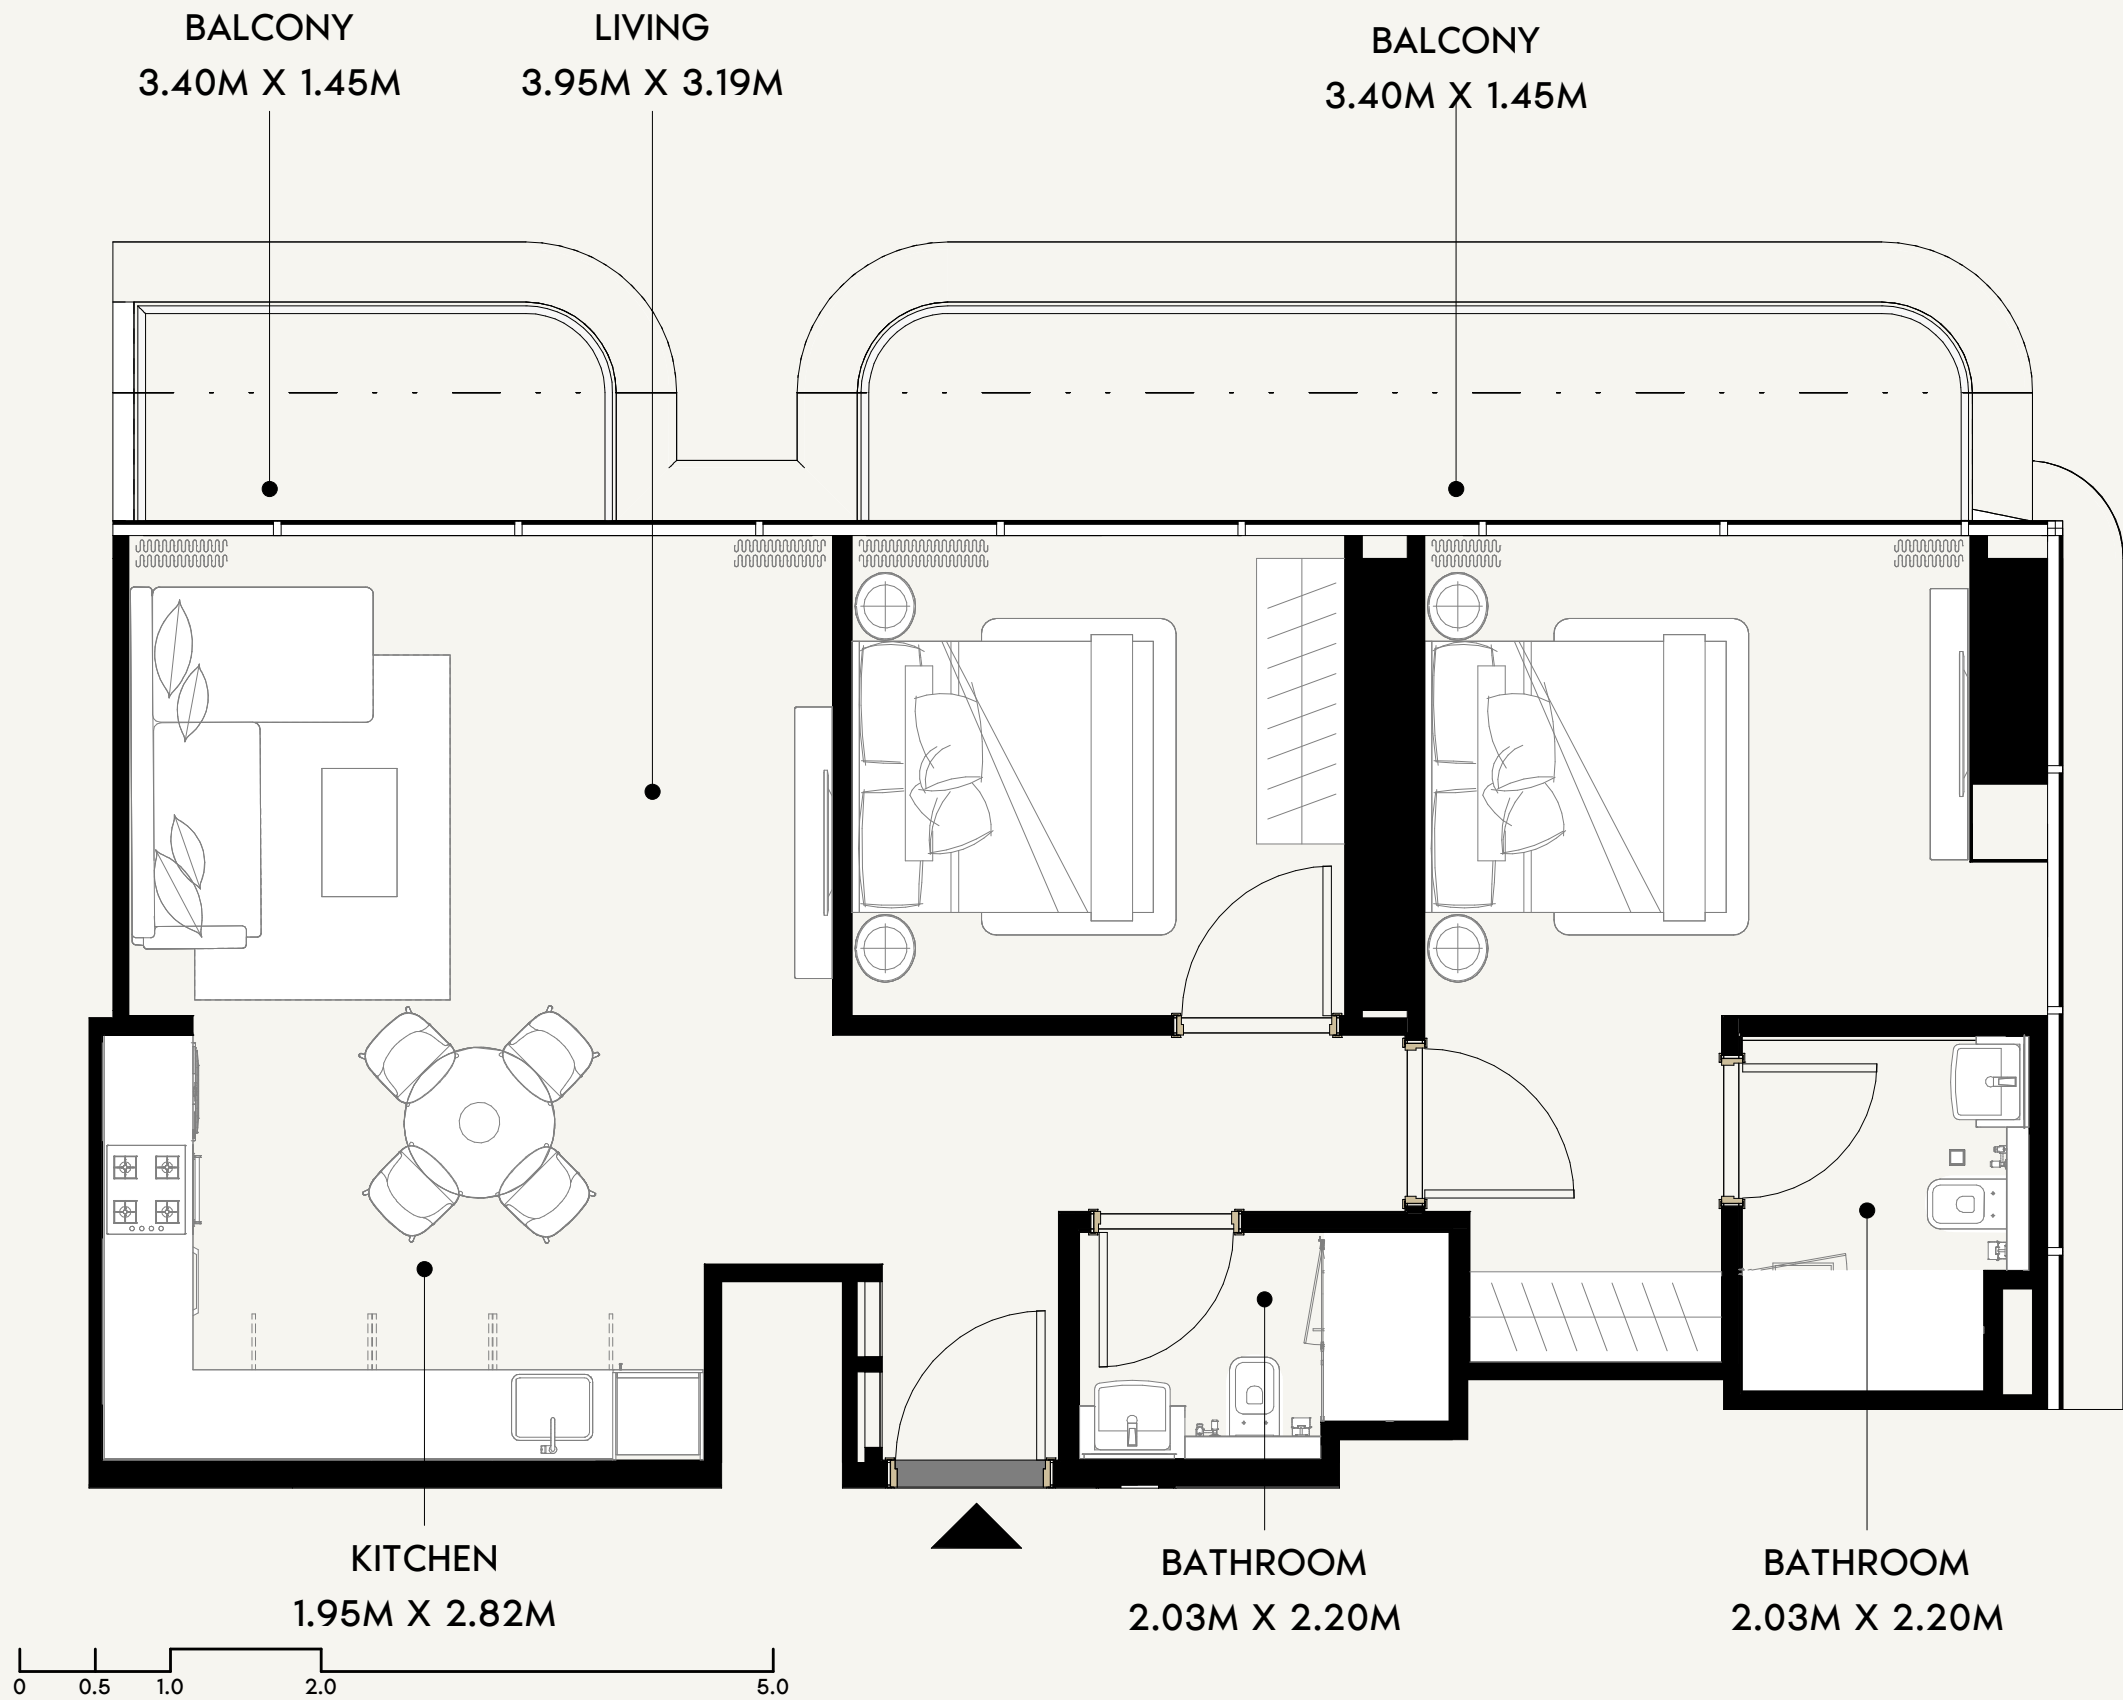 BALCONY
3.40M X 1.45M
LIVING
3.95M X 3.19M
BALCONY
3.40M X 1.45M
KITCHEN
1.95M X 2.82M
BATHROOM
2.03M X 2.20M
BATHROOM
2.03M X 2.20M
0 0.5 1.0 2.0 5.0